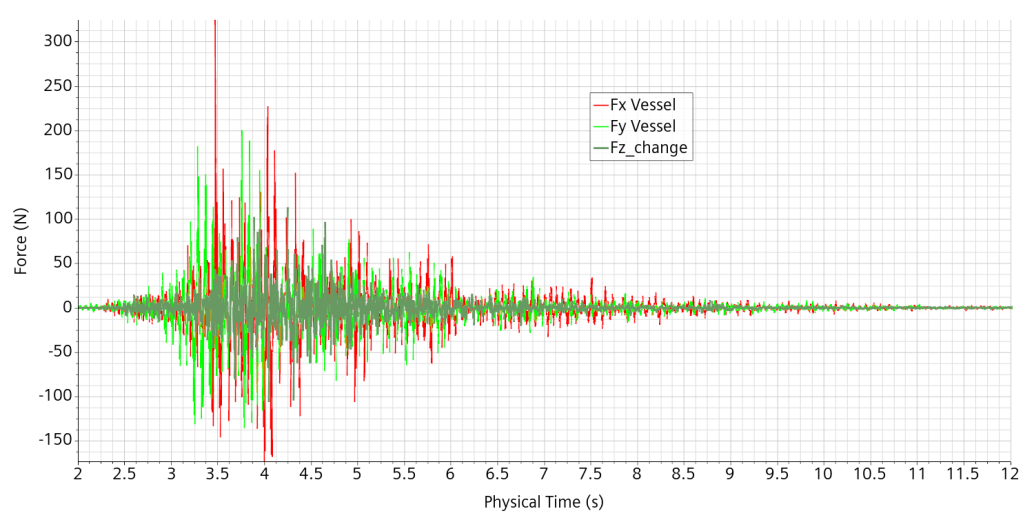 300
250
200
150
100
50
0
-50
-100
-150
Force (N)
Fx Vessel
Fy Vessel
Fz_change
2 2.5 3 3.5 4 4.5 5 5.5 6 6.5 7 7.5 8 8.5 9 9.5 10 10.5 11 11.5 12
Physical Time (s)